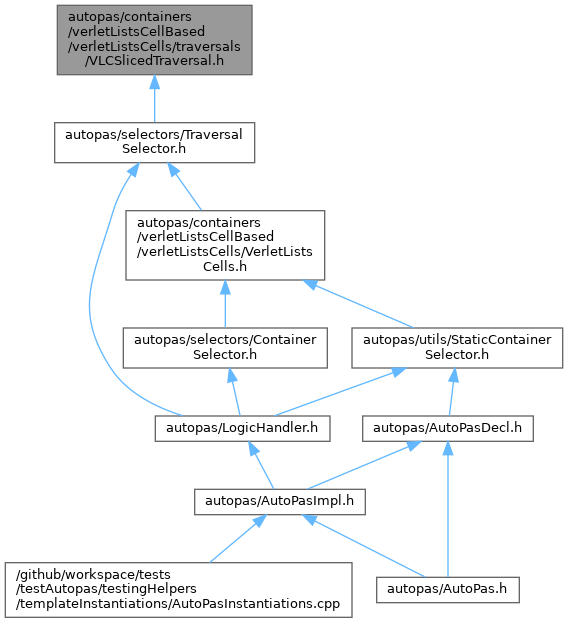 autopas/containers
/verletListsCellBased
/verletListsCells/traversals
/VLCSlicedTraversal.h
autopas/selectors/Traversal
Selector.h
autopas/containers
/verletListsCellBased
/verletListsCells/VerletLists
Cells.h
autopas/selectors/Container
Selector.h
autopas/utils/StaticContainer
Selector.h
autopas/LogicHandler.h
autopas/AutoPasDecl.h
autopas/AutoPasImpl.h
/github/workspace/tests
/testAutopas/testingHelpers
/templateInstantiations/AutoPasInstantiations.cpp
autopas/AutoPas.h